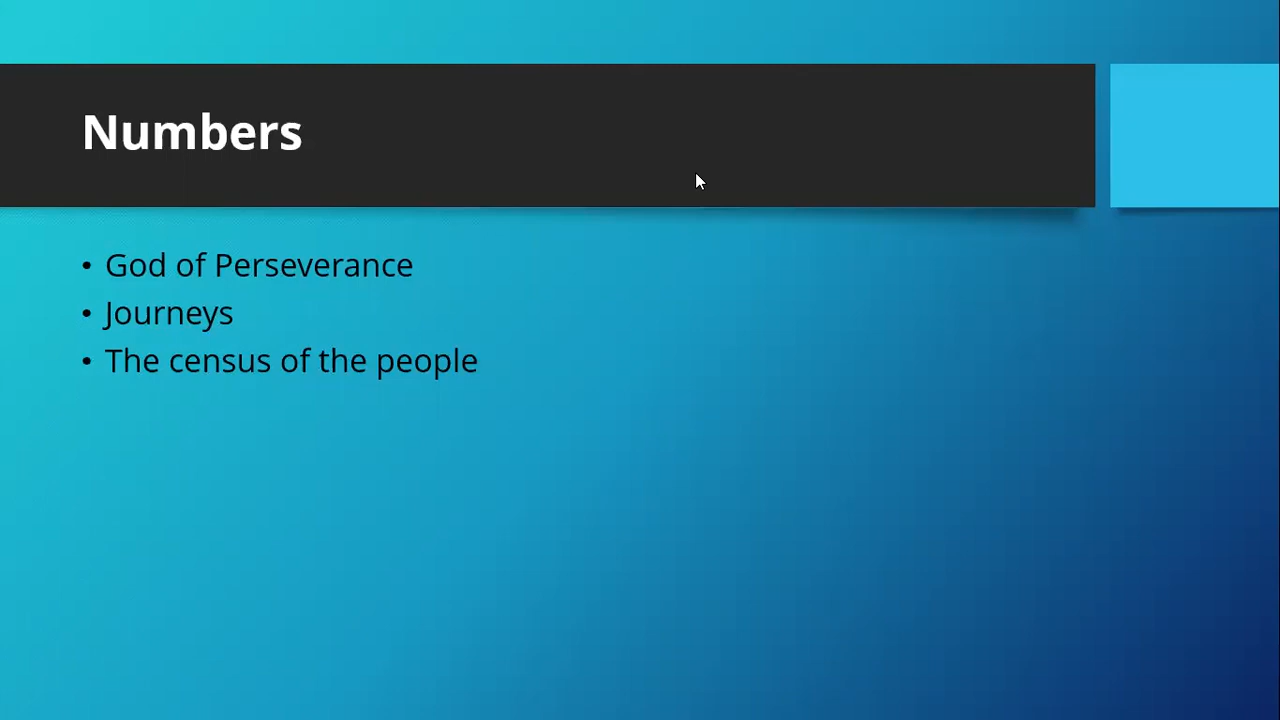 Numbers
• God of Perseverance
• Journeys
• The census of the people